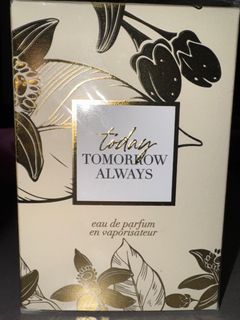 today
TOMORROW
ALWAYS
eau de parfum
en vaporisateur